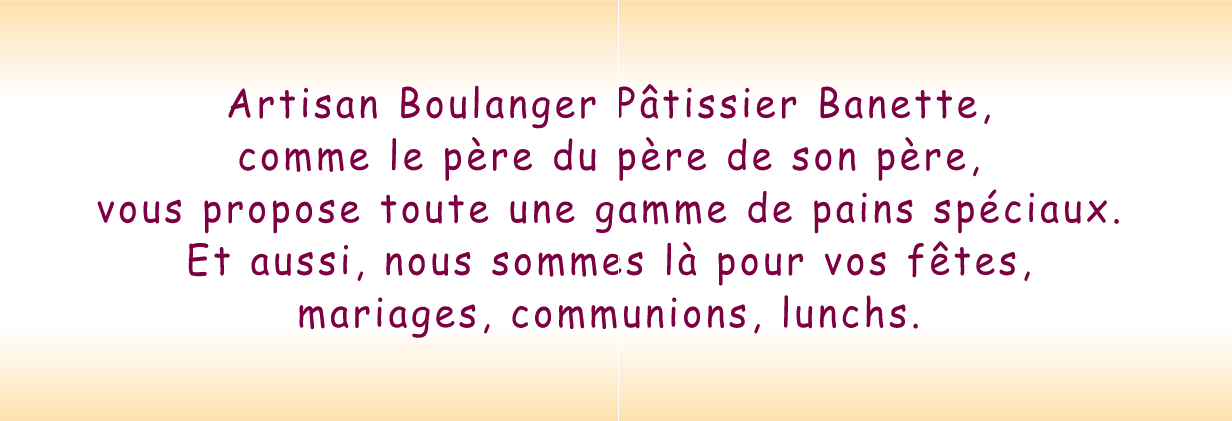 Artisan Boulanger Pâtissier Banette,
comme le père du père de son père,
vous propose toute une gamme de pains spéciaux.
Et aussi, nous sommes là pour vos fêtes,
mariages, communions, lunchs.